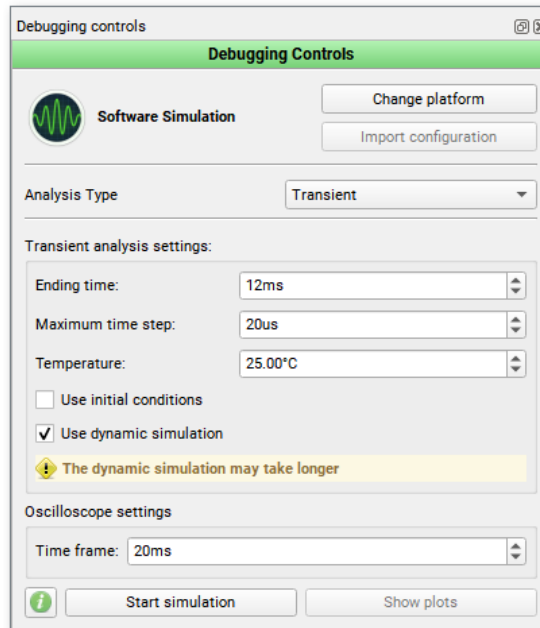 Debugging controls
Debugging Controls
Software Simulation
Change platform
Import configuration
Analysis Type
Transient
Transient analysis settings:
Ending time:
12ms
Maximum time step:
20us
Temperature:
25.00°C
Use initial conditions
Use dynamic simulation
The dynamic simulation may take longer
Oscilloscope settings
Time frame:
20ms
Start simulation
Show plots